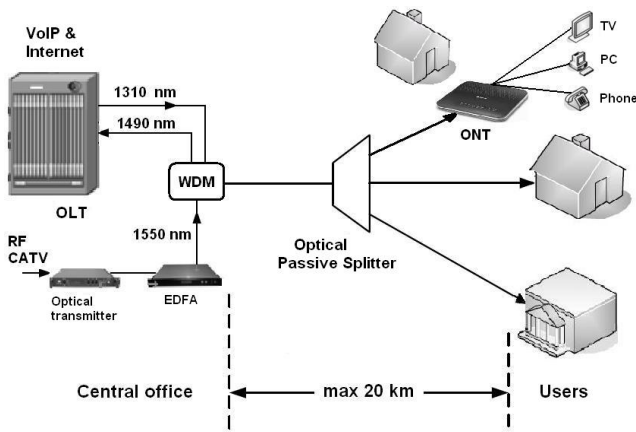 VoIP &
Internet
1310 nm
1490 nm
OLT
WDM
1550 nm
RF
CATV
Optical
transmitter
EDFA
Optical
Passive Splitter
TV
PC
Phone
ONT
Central office
max 20 km
Users